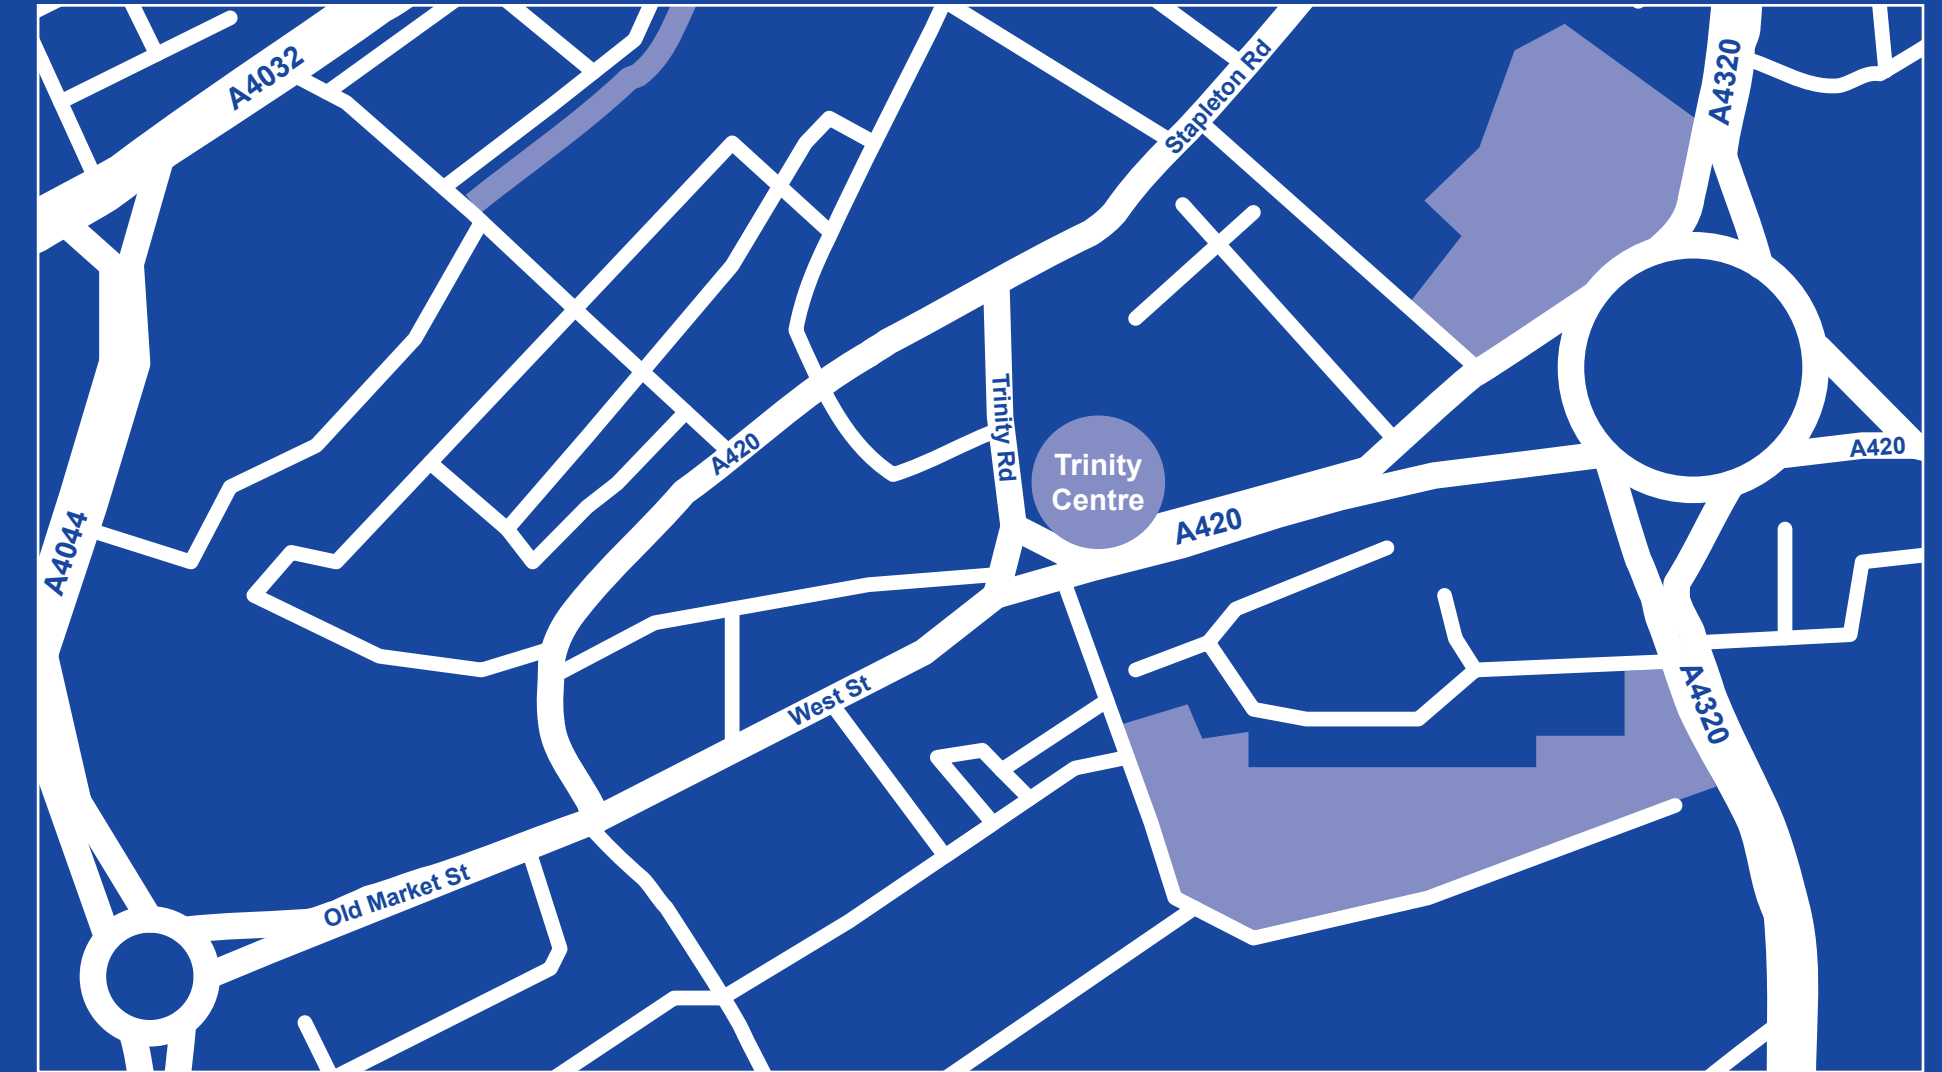 A4032
Stapleton Rd
A4320
Trinity Rd
A420
A420
Trinity
Centre
A420
A4044
West St
A4320
Old Market St